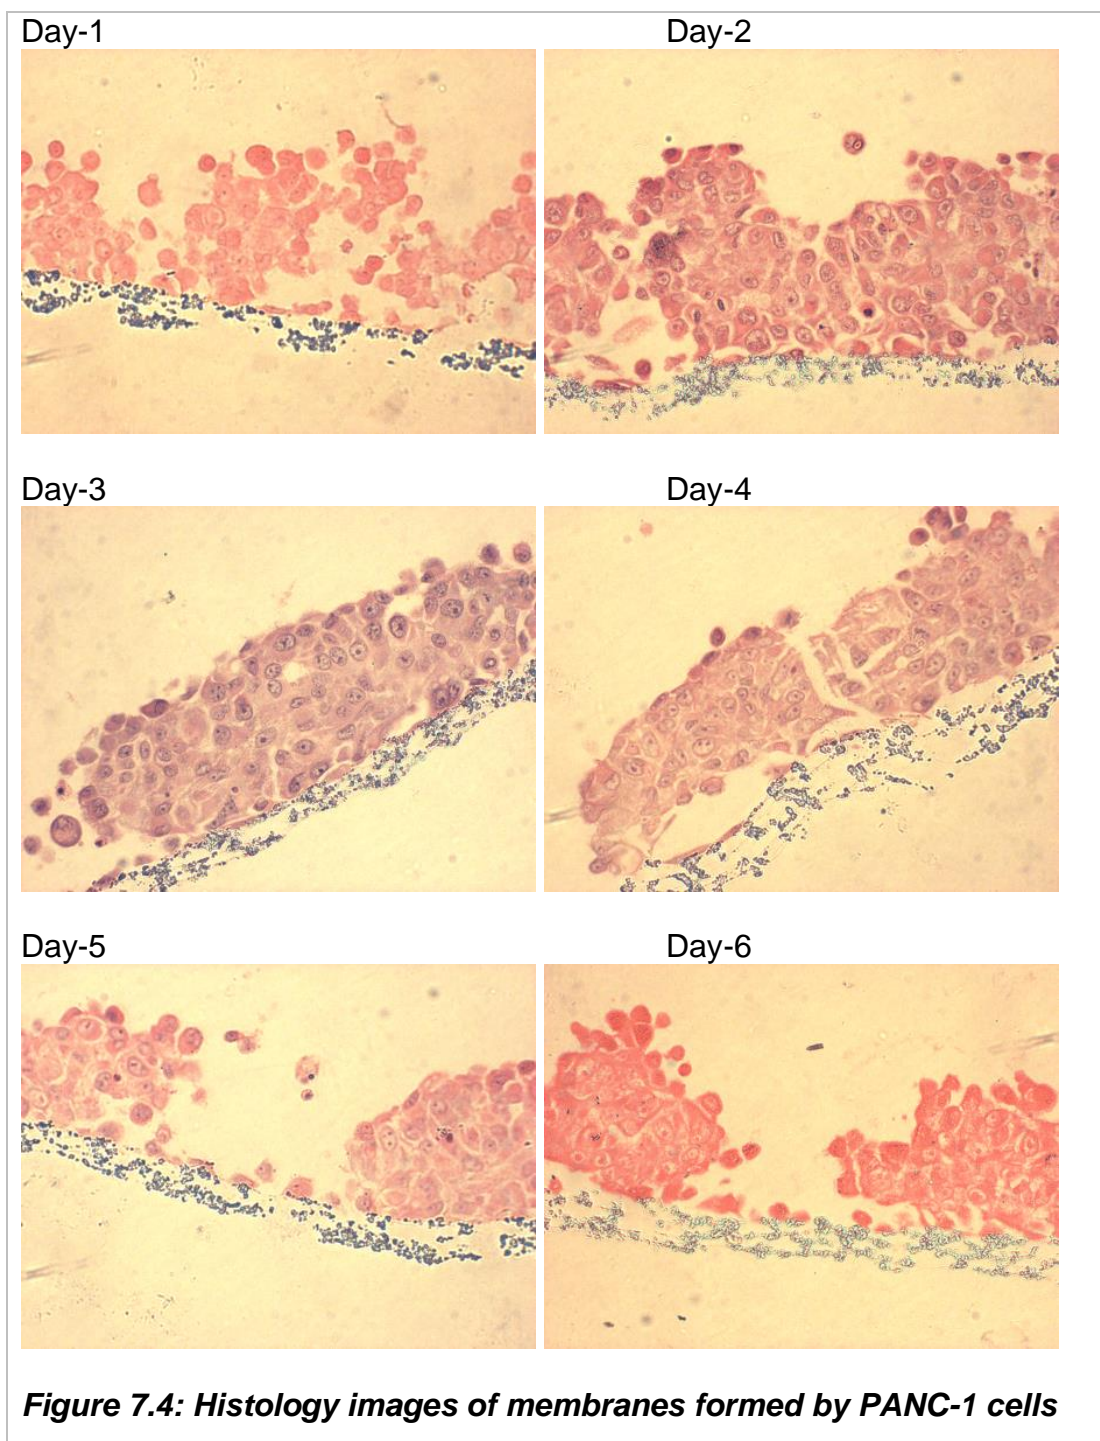 Day-1
Day-2
Day-3
Day-4
Day-5
Day-6
Figure 7.4: Histology images of membranes formed by PANC-1 cells